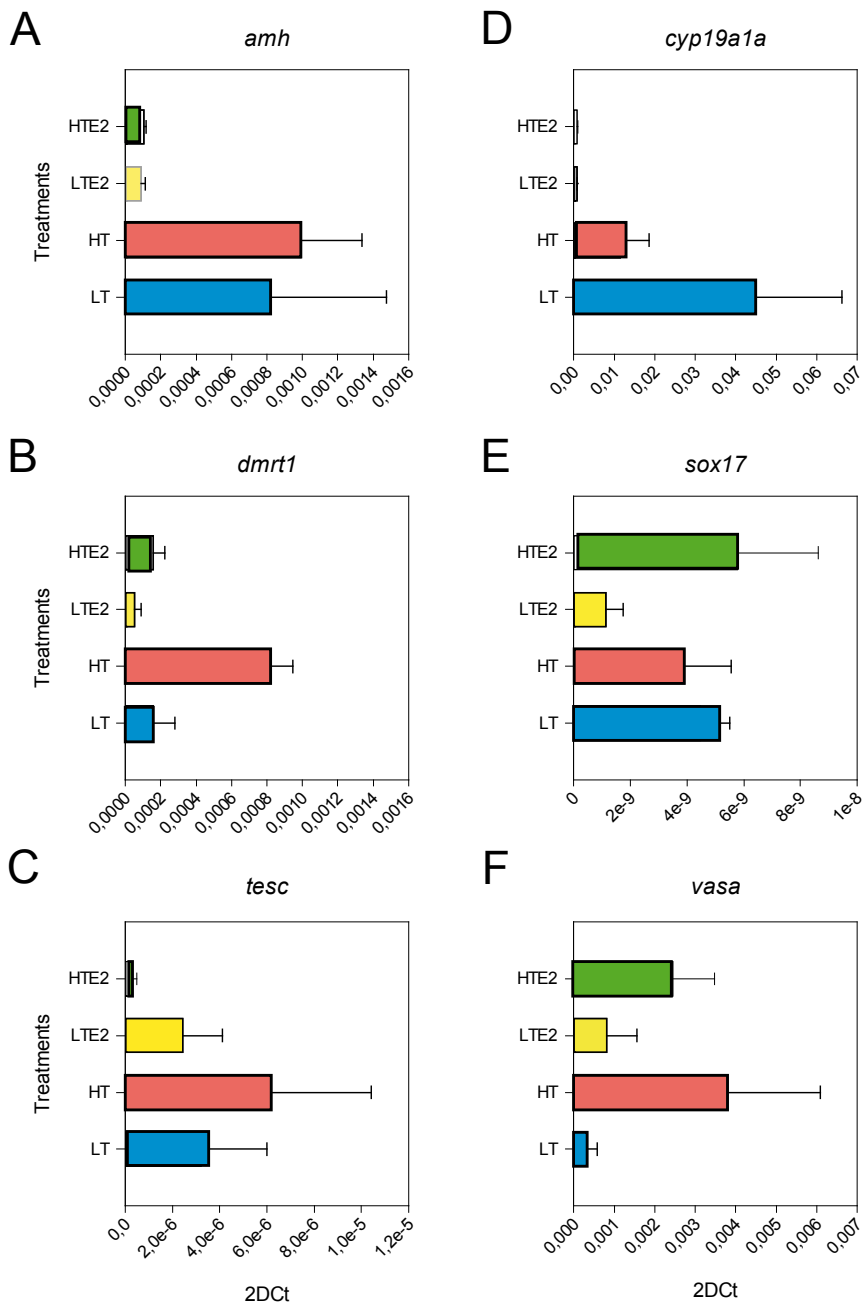 A
amh
HTE2
LTE2
HT
LT
Treatments
0,0000
0,0002
0,0004
0,0006
0,0008
0,0010
0,0012
0,0014
0,0016
D
cyp19a1a
HTE2
LTE2
HT
LT
0,00
0,01
0,02
0,03
0,04
0,05
0,06
0,07
B
dmrt1
HTE2
LTE2
HT
LT
Treatments
0,0000
0,0002
0,0004
0,0006
0,0008
0,0010
0,0012
0,0014
0,0016
E
sox17
HTE2
LTE2
HT
LT
0
2e-9
4e-9
6e-9
8e-9
1e-8
C
tesc
HTE2
LTE2
HT
LT
Treatments
0,0
2,0e-6
4,0e-6
6,0e-6
8,0e-6
1,0e-5
1,2e-5
2DCt
F
vasa
HTE2
LTE2
HT
LT
0,000
0,001
0,002
0,003
0,004
0,005
0,006
0,007
2DCt